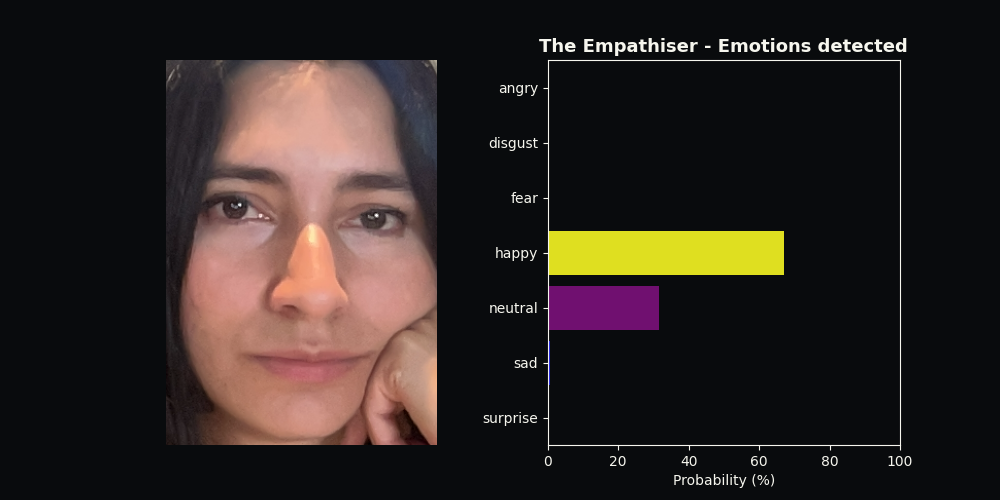 The Empathiser - Emotions detected
angry
disgust
fear
happy
neutral
sad
surprise
0 20 40 60 80 100
Probability (%)